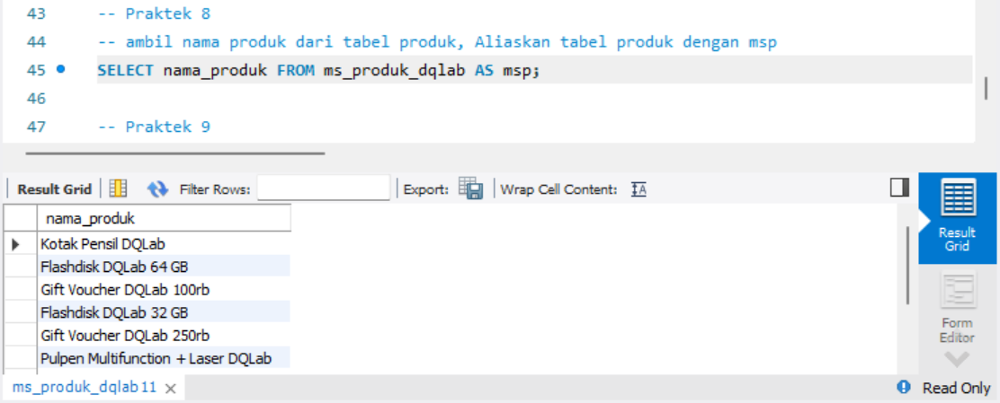 43 -- Praktek 8
44 -- ambil nama produk dari tabel produk, Aliaskan tabel produk dengan msp
45 SELECT nama_produk FROM ms_produk_dqlab AS msp;
46
47 -- Praktek 9
Result Grid Filter Rows: Export: Wrap Cell Content: IA
nama_produk
Kotak Pensil DQLab
Flashdisk DQLab 64 GB
Gift Voucher DQLab 100rb
Flashdisk DQLab 32 GB
Gift Voucher DQLab 250rb
Pulpen Multifunction + Laser DQLab
Result
Grid
Form
Editor
ms_produk_dqlab11 Read Only